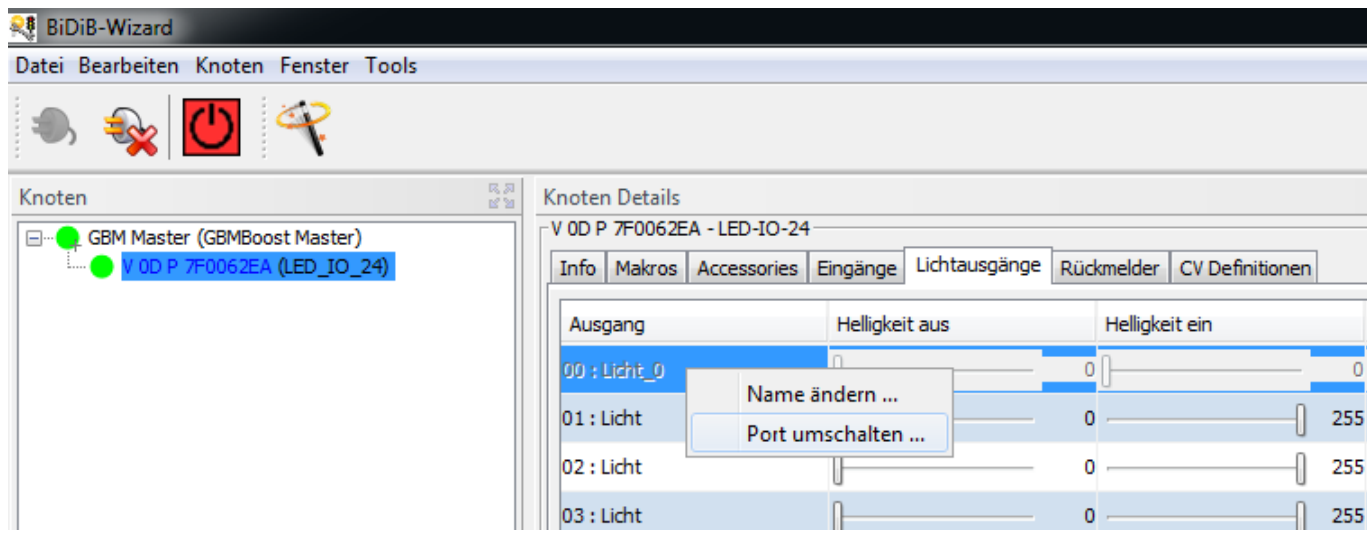 BiDiB-Wizard
Datei Bearbeiten Knoten Fenster Tools
Knoten
GBM Master (GBMBoost Master)
V 0D P 7F0062EA (LED_IO_24)
Knoten Details
V 0D P 7F0062EA - LED-IO-24
Info Makros Accessories Eingänge Lichtausgänge Rückmelder CV Definitionen
Ausgang Helligkeit aus Helligkeit ein
00 : Licht_0 0 0
Name ändern ...
Port umschalten ...
01 : Licht 0 255
02 : Licht 0 255
03 : Licht 0 255